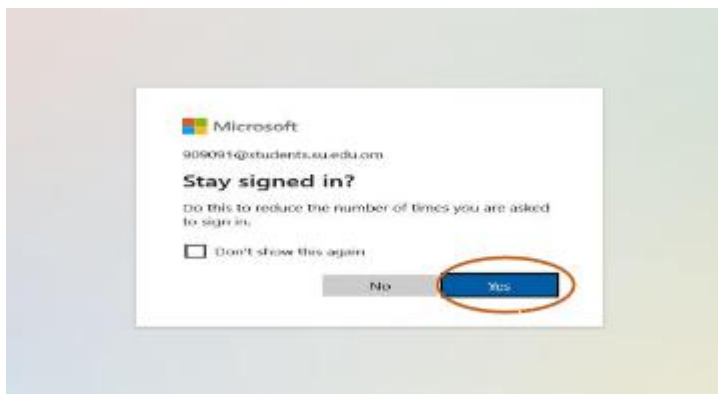 Microsoft
909091@students.su.edu.om
Stay signed in?
Do this to reduce the number of times you are asked
to sign in.
Don't show this again
No
Yes